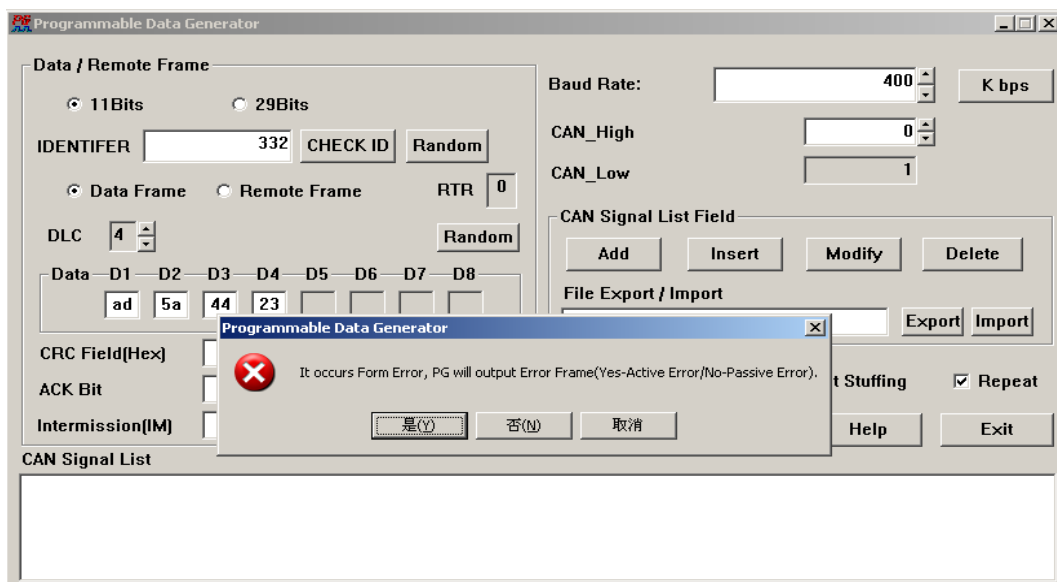 Programmable Data Generator
Data / Remote Frame
11Bits 29Bits
IDENTIFER 332 CHECK ID Random
Data Frame Remote Frame RTR 0
DLC 4 Random
Data D1 D2 D3 D4 D5 D6 D7 D8
ad 5a 44 23
CRC Field(Hex)
ACK Bit
Intermission(IM)
Baud Rate: 400 K bps
CAN_High 0
CAN_Low 1
CAN Signal List Field
Add Insert Modify Delete
File Export / Import
Export Import
t Stuffing Repeat
Help Exit
Programmable Data Generator
It occurs Form Error, PG will output Error Frame(Yes-Active Error/No-Passive Error).
是(Y) 否(N) 取消
CAN Signal List